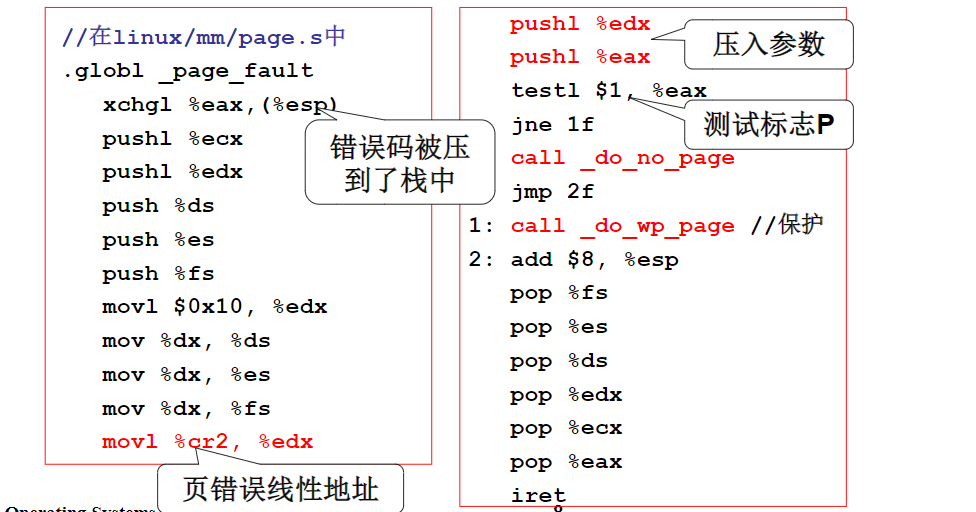 //在linux/mm/page.s中
.globl _page_fault
xchgl %eax,(%esp)
pushl %ecx
pushl %edx
push %ds
push %es
push %fs
movl $0x10, %edx
mov %dx, %ds
mov %dx, %es
mov %dx, %fs
movl %cr2, %edx
错误码被压
到了栈中
页错误线性地址
pushl %edx
pushl %eax
testl $1, %eax
jne 1f
call _do_no_page
jmp 2f
1: call _do_wp_page //保护
2: add $8, %esp
pop %fs
pop %es
pop %ds
pop %edx
pop %ecx
pop %eax
iret
压入参数
测试标志P
Operating Systems